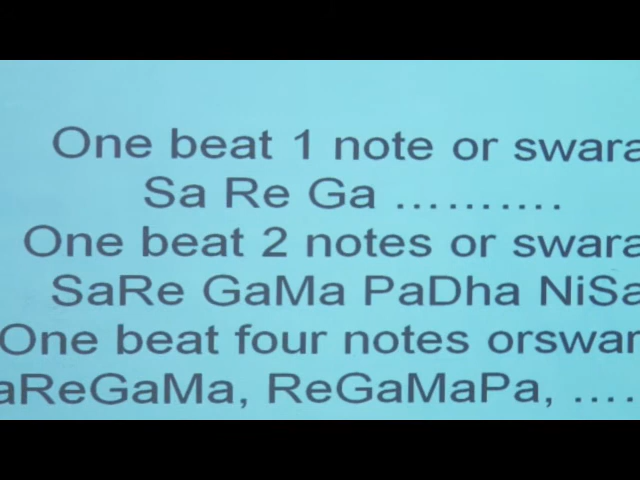 One beat 1 note or swara
Sa Re Ga ..........
One beat 2 notes or swara
SaRe GaMa PaDha NiSa
One beat four notes orswar
aReGaMa, ReGaMaPa, ....